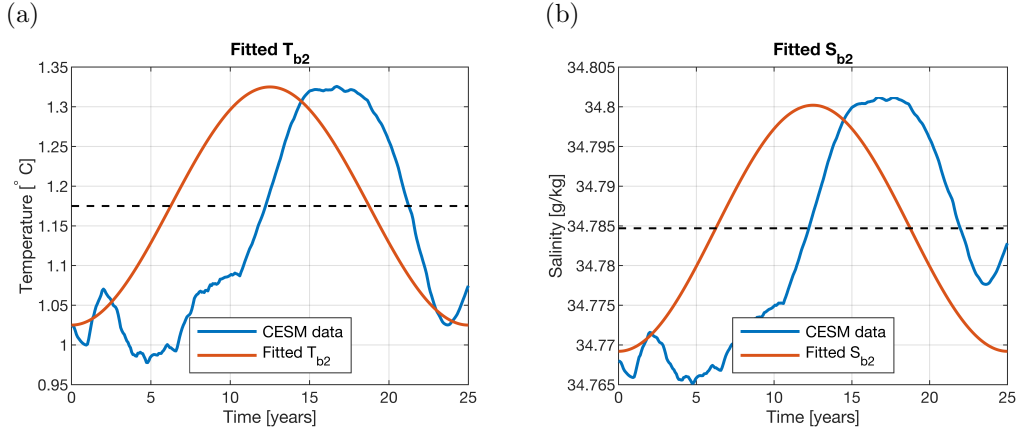 (a)
Fitted T_b2
1.35
1.3
1.25
1.2
1.15
1.1
1.05
1
0.95
Temperature [° C]
0
5
10
15
20
25
Time [years]
CESM data
Fitted T_b2
(b)
Fitted S_b2
34.805
34.8
34.795
34.79
34.785
34.78
34.775
34.77
34.765
Salinity [g/kg]
0
5
10
15
20
25
Time [years]
CESM data
Fitted S_b2